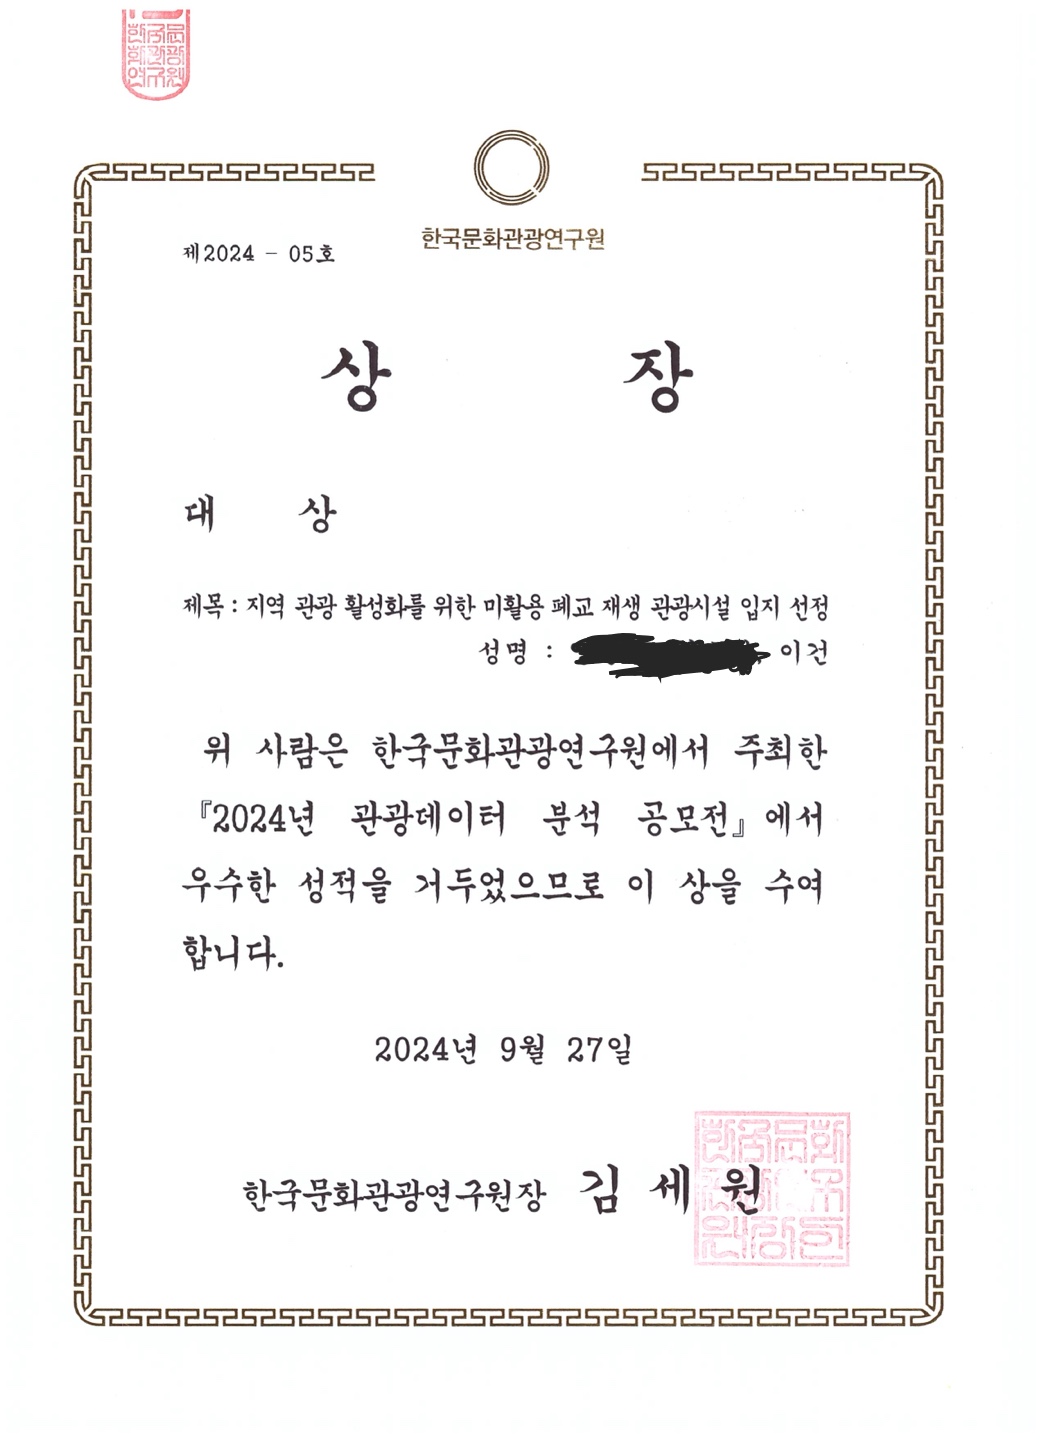 한국문화관광연구원
제2024 - 05호
상 장
대 상
제목 : 지역 관광 활성화를 위한 미활용 폐교 재생 관광시설 입지 선정
성명 : 이건
위 사람은 한국문화관광연구원에서 주최한
『2024년 관광데이터 분석 공모전』에서
우수한 성적을 거두었으므로 이 상을 수여
합니다.
2024년 9월 27일
한국문화관광연구원장 김세원